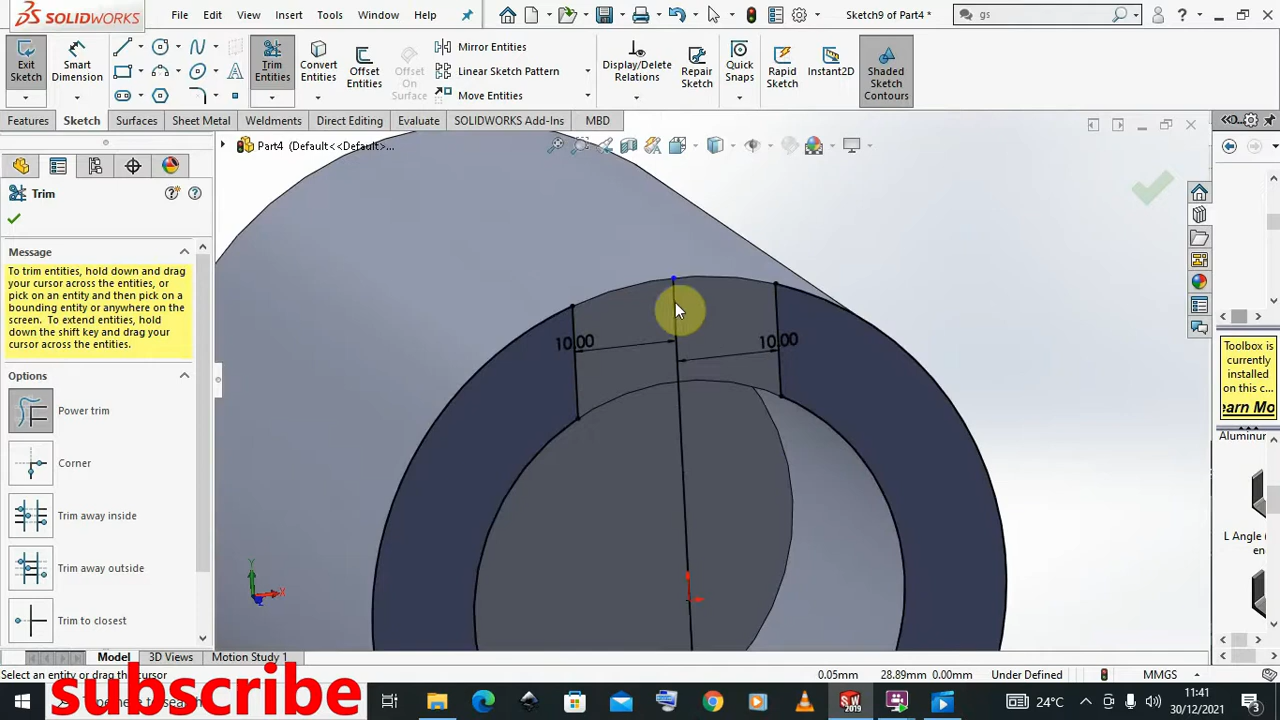 SOLIDWORKS File Edit View Insert Tools Window Help Sketch9 of Part4 * gs ?
Exit Sketch Smart Dimension Trim Entities Convert Entities Offset Entities Offset On Surface Mirror Entities Linear Sketch Pattern Move Entities Display/Delete Relations Repair Sketch Quick Snaps Rapid Sketch Instant2D Shaded Sketch Contours
Features Sketch Surfaces Sheet Metal Weldments Direct Editing Evaluate SOLIDWORKS Add-Ins MBD
Part4 (Default<<Default>...
Trim
Message
To trim entities, hold down and drag
your cursor across the entities, or
pick on an entity and then pick on a
bounding entity or anywhere on the
screen. To extend entities, hold
down the shift key and drag your
cursor across the entities.
Options
Power trim
Corner
Trim away inside
Trim away outside
Trim to closest
10.00 10.00
Y
X
Z
Toolbox is
currently
installed
on this c...
earn Mo
Aluminur
L Angle (
en
Model 3D Views Motion Study 1
Select an entity or drag the cursor 0.05mm 28.89mm 0.00mm Under Defined MMGS
subscribe
24°C 11:41
30/12/2021
3
SW
2019